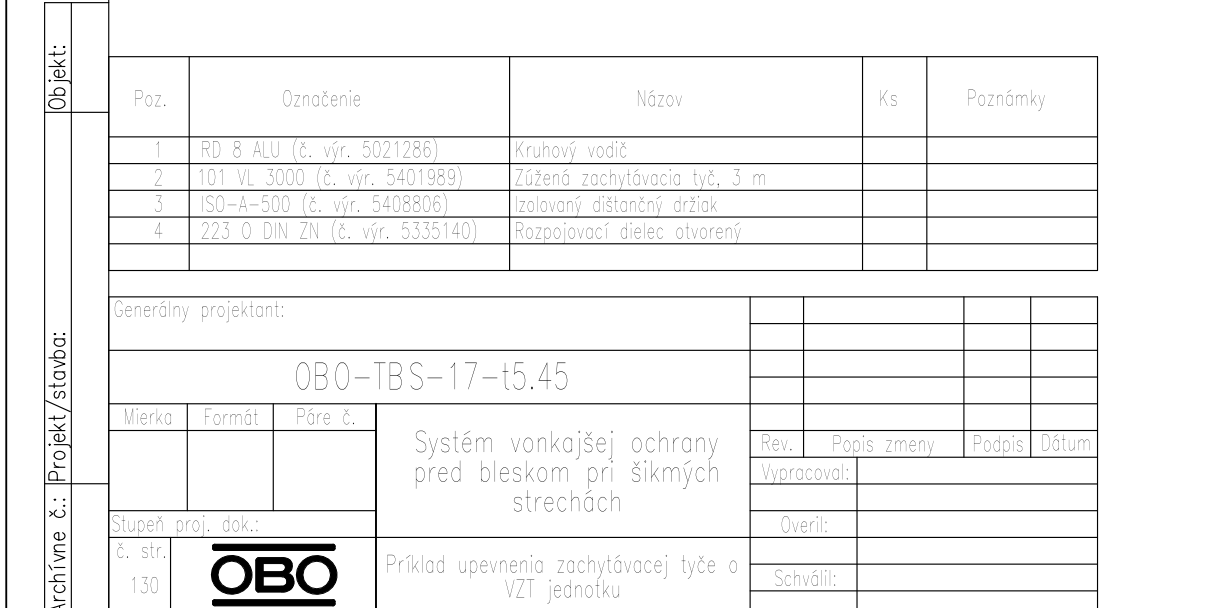 Objekt:
Poz. Označenie Názov Ks Poznámky
1 RD 8 ALU (č. výr. 5021286) Kruhový vodič
2 101 VL 3000 (č. výr. 5401989) Zúžená zachytávacia tyč, 3 m
3 ISO-A-500 (č. výr. 5408806) Izolovaný dištančný držiak
4 223 O DIN ZN (č. výr. 5335140) Rozpojovací dielec otvorený
Projekt/stavba:
Generálny projektant:
OBO-TBS-17-t5.45
Mierka Formát Páre č.
Systém vonkajšej ochrany
pred bleskom pri šikmých
strechách
Rev. Popis zmeny Podpis Dátum
Vypracoval:
Archívne č.:
Stupeň proj. dok.:
Overil:
č. str.
130
OBO
Príklad upevnenia zachytávacej tyče o
VZT jednotku
Schválil: